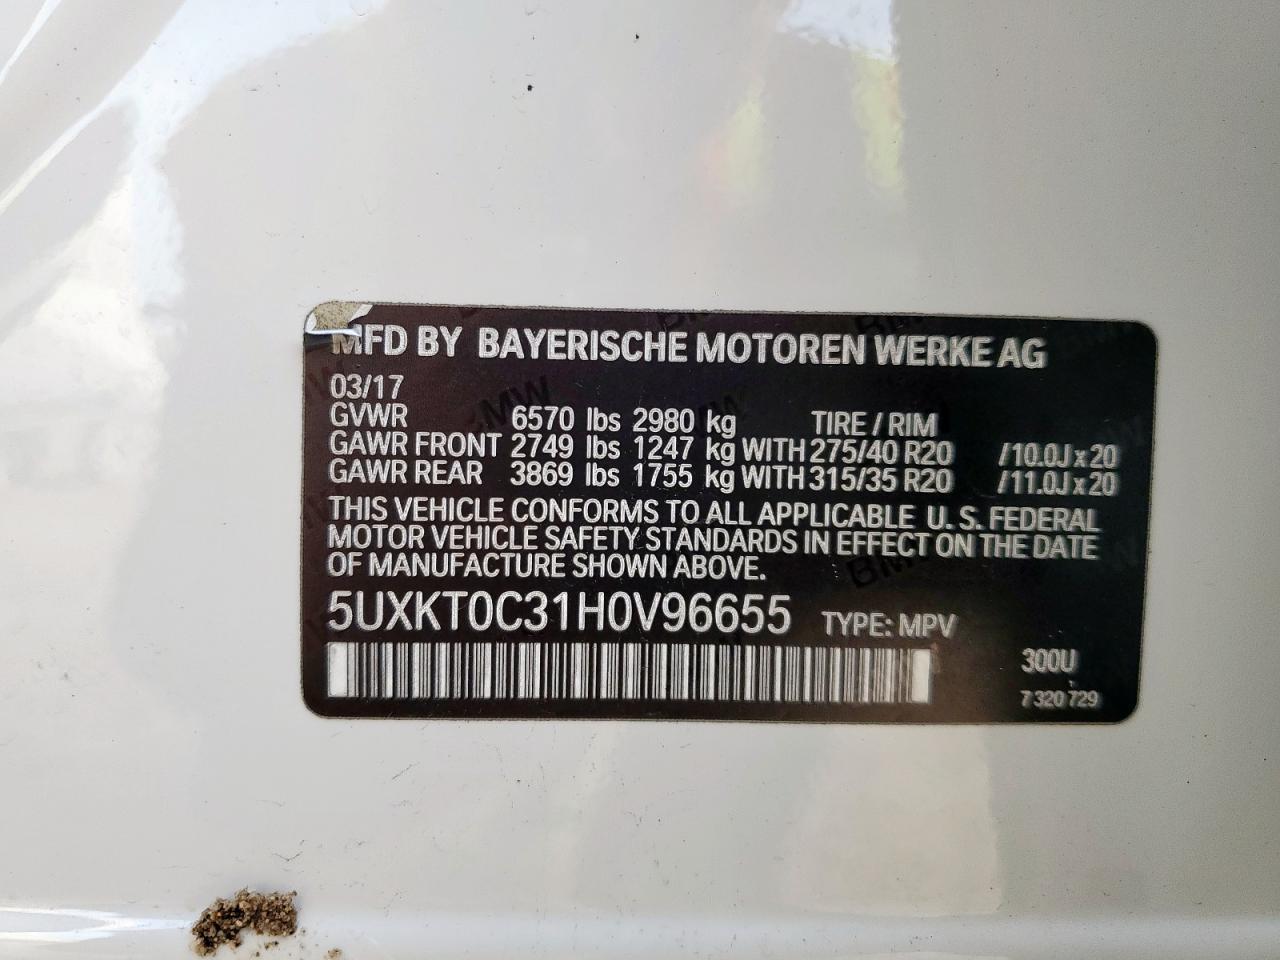 MFD BY BAYERISCHE MOTOREN WERKE AG
03/17
GVWR 6570 lbs 2980 kg TIRE / RIM
GAWR FRONT 2749 lbs 1247 kg WITH 275/40 R20 /10.0J x 20
GAWR REAR 3869 lbs 1755 kg WITH 315/35 R20 /11.0J x 20
THIS VEHICLE CONFORMS TO ALL APPLICABLE U. S. FEDERAL
MOTOR VEHICLE SAFETY STANDARDS IN EFFECT ON THE DATE
OF MANUFACTURE SHOWN ABOVE.
5UXKT0C31H0V96655 TYPE: MPV
300U
7 320 729